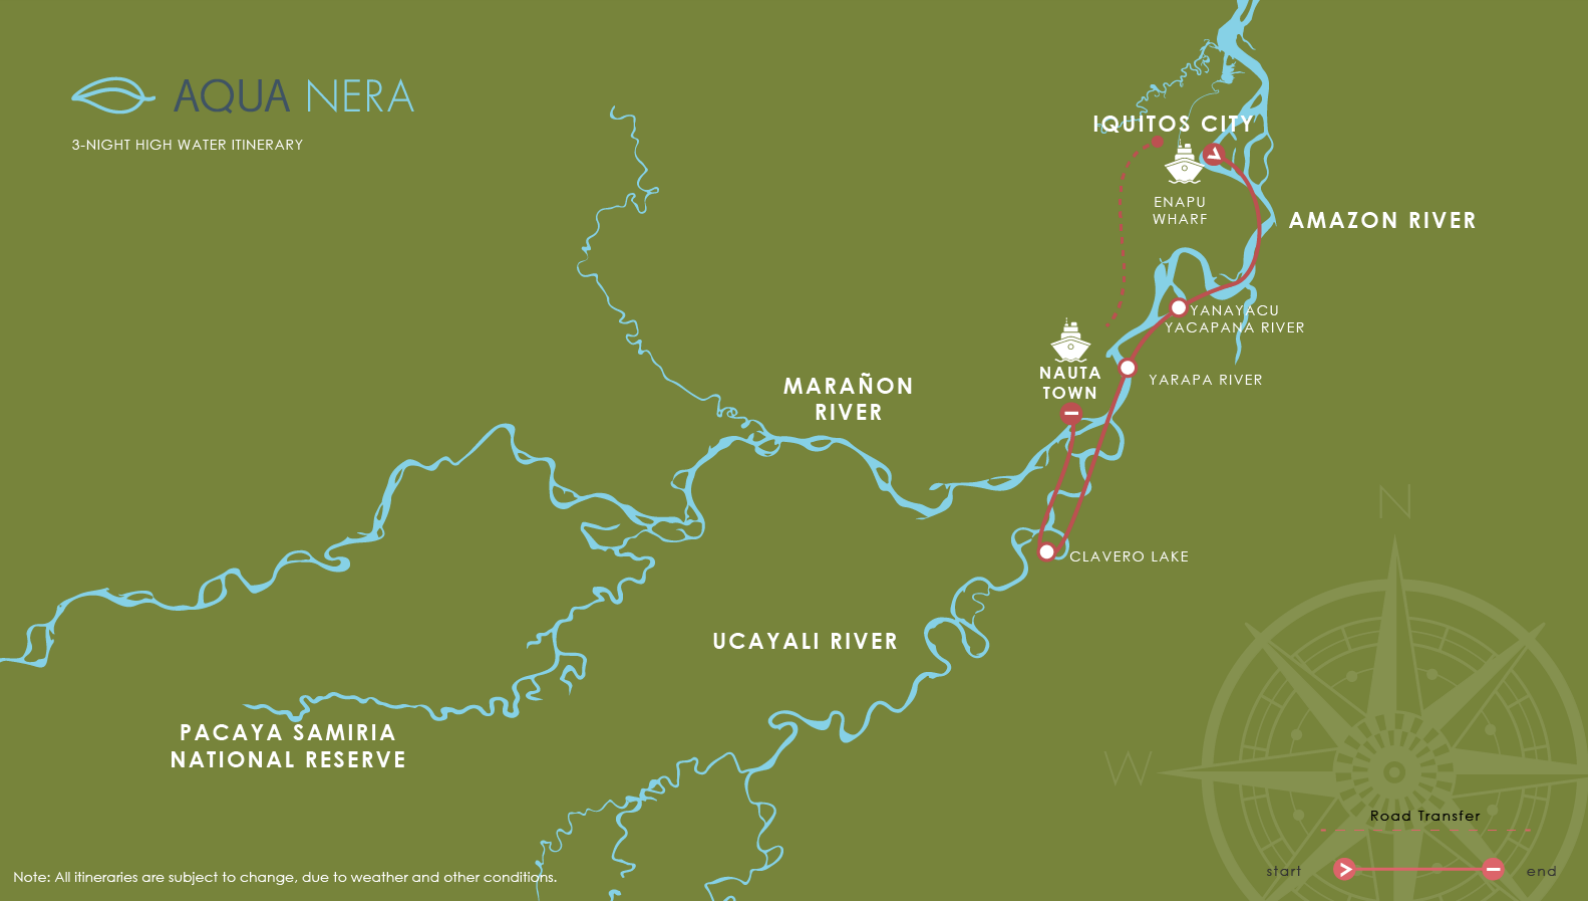 AQUA NERA
3-NIGHT HIGH WATER ITINERARY
IQUITOS CITY
ENAPU
WHARF
AMAZON RIVER
YANAYACU
YACAPANA RIVER
NAUTA
TOWN
YARAPA RIVER
MARAÑON
RIVER
CLAVERO LAKE
UCAYALI RIVER
PACAYA SAMIRIA
NATIONAL RESERVE
N
W
Road Transfer
start
end
Note: All itineraries are subject to change, due to weather and other conditions.